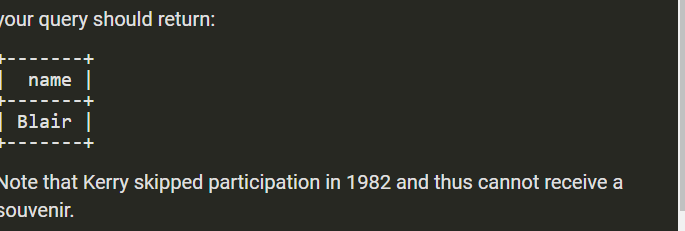 your query should return:
+-------+
|  name |
+-------+
| Blair |
+-------+
Note that Kerry skipped participation in 1982 and thus cannot receive a
souvenir.